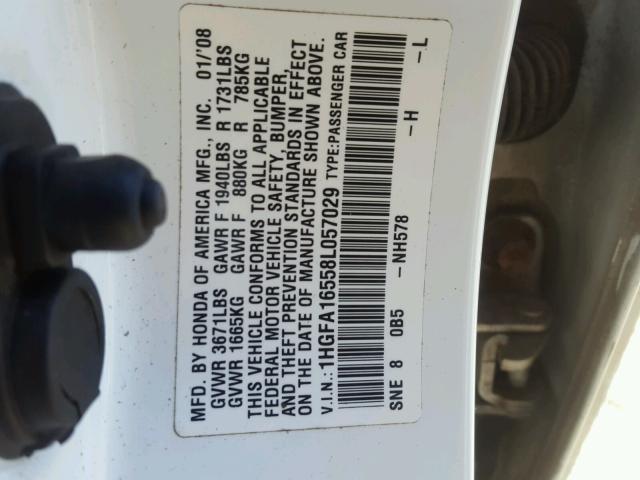 MFD. BY HONDA OF AMERICA MFG., INC. 01/'08
GVWR 3671LBS GAWR F 1940LBS R 1731LBS
GVWR 1665KG GAWR F 880KG R 785KG
THIS VEHICLE CONFORMS TO ALL APPLICABLE
FEDERAL MOTOR VEHICLE SAFETY, BUMPER,
AND THEFT PREVENTION STANDARDS IN EFFECT
ON THE DATE OF MANUFACTURE SHOWN ABOVE.
V.I.N.: 1HGFA16558L057029 TYPE:PASSENGER CAR
SNE 8 0B5 -NH578 -H -L